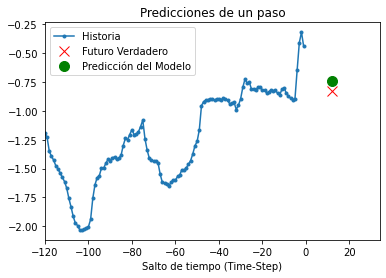 Predicciones de un paso
Historia
Futuro Verdadero
Predicción del Modelo
−0.25
−0.50
−0.75
−1.00
−1.25
−1.50
−1.75
−2.00
−120 −100 −80 −60 −40 −20 0 20
Salto de tiempo (Time-Step)